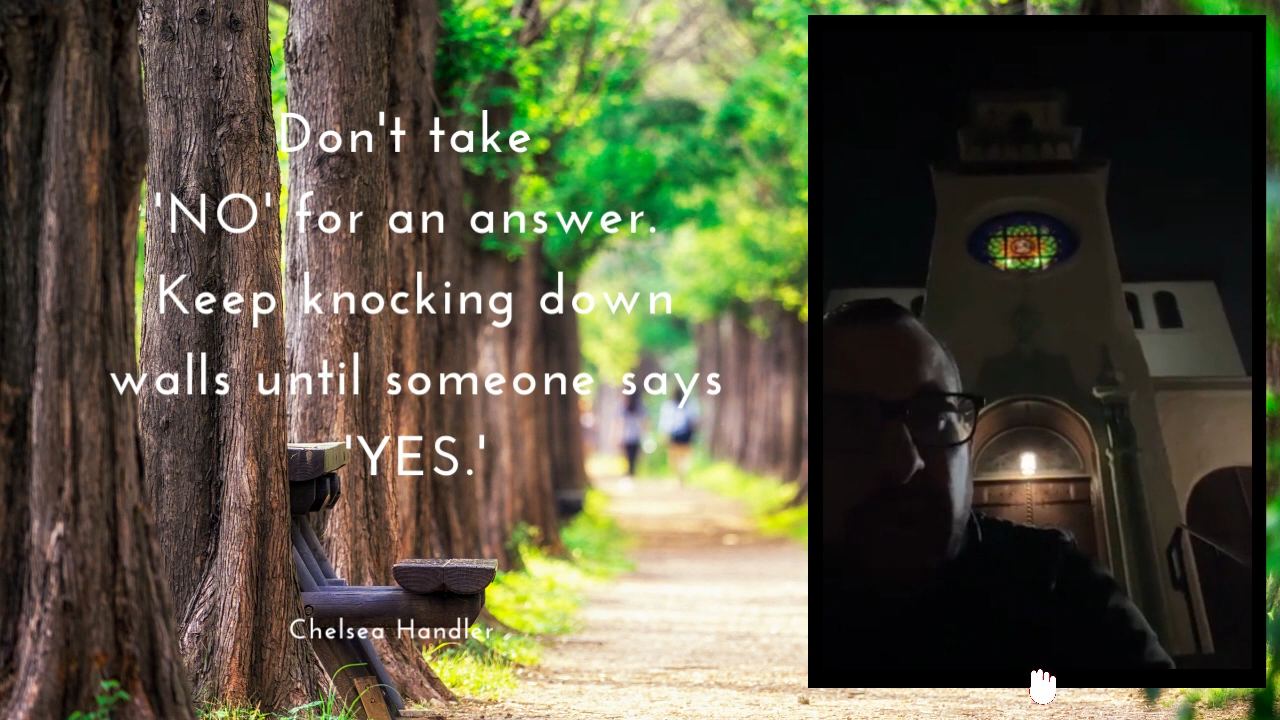 Don't take
'NO' for an answer.
Keep knocking down
walls until someone says
'YES.'
Chelsea Handler